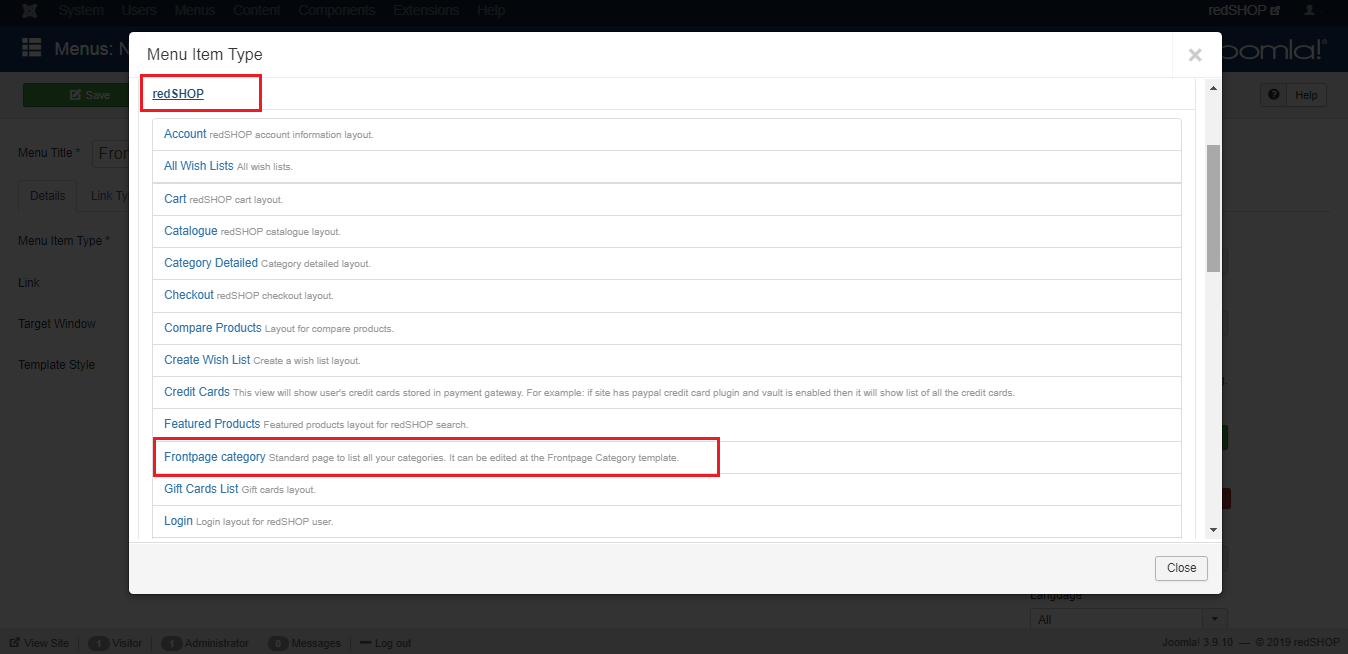 System Users Menus Content Components Extensions Help redSHOP
Menus: N
Joomla!
Menu Item Type
×
Save
Help
redSHOP
Menu Title *
Fron
Details
Link Ty
Menu Item Type *
Link
Target Window
Template Style
Account redSHOP account information layout.
All Wish Lists All wish lists.
Cart redSHOP cart layout.
Catalogue redSHOP catalogue layout.
Category Detailed Category detailed layout.
Checkout redSHOP checkout layout.
Compare Products Layout for compare products.
Create Wish List Create a wish list layout.
Credit Cards This view will show user's credit cards stored in payment gateway. For example: if site has paypal credit card plugin and vault is enabled then it will show list of all the credit cards.
Featured Products Featured products layout for redSHOP search.
Frontpage category Standard page to list all your categories. It can be edited at the Frontpage Category template.
Gift Cards List Gift cards layout.
Login Login layout for redSHOP user.
Close
Language
All
View Site 1 Visitor 1 Administrator 0 Messages Log out
Joomla! 3.9.10 — © 2019 redSHOP